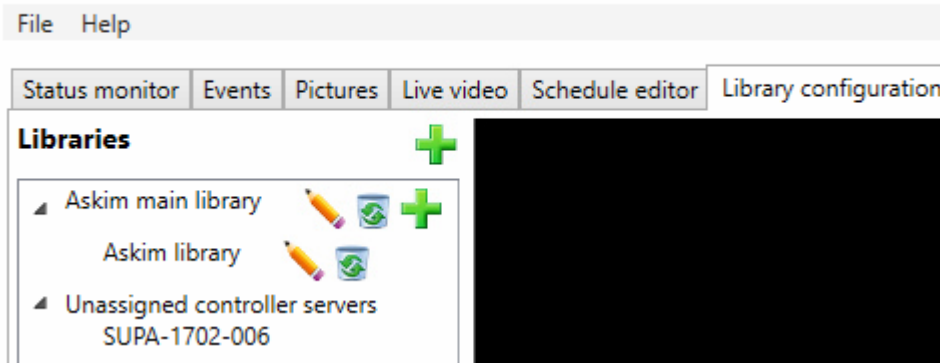 File Help
Status monitor Events Pictures Live video Schedule editor Library configuration
Libraries
Askim main library
Askim library
Unassigned controller servers
SUPA-1702-006